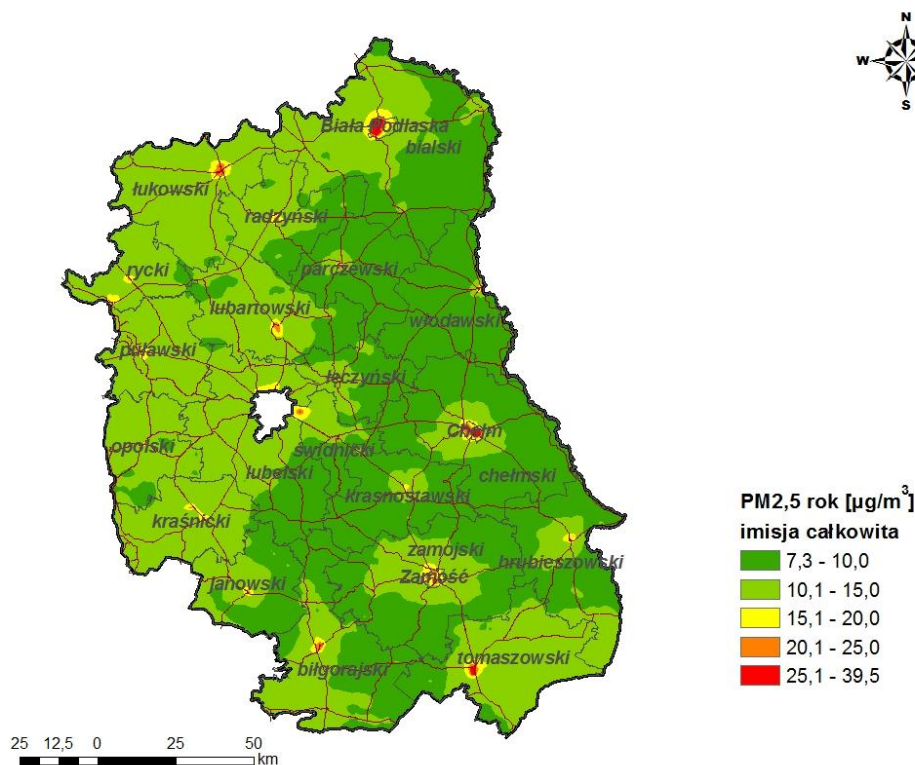 N
W
S
Biała Podlaska
bialski
łukowski
radzyński
rycki
parczewski
lubartowski
włodawski
puławski
łęczyński
Chełm
opolski
świdnicki
lubelski
chełmski
krasnostawski
kraśnicki
zamojski
hrubieszowski
Zamość
janowski
tomaszowski
biłgorajski
PM2,5 rok [µg/m³]
imisja całkowita
7,3 - 10,0
10,1 - 15,0
15,1 - 20,0
20,1 - 25,0
25,1 - 39,5
25 12,5 0 25 50
km